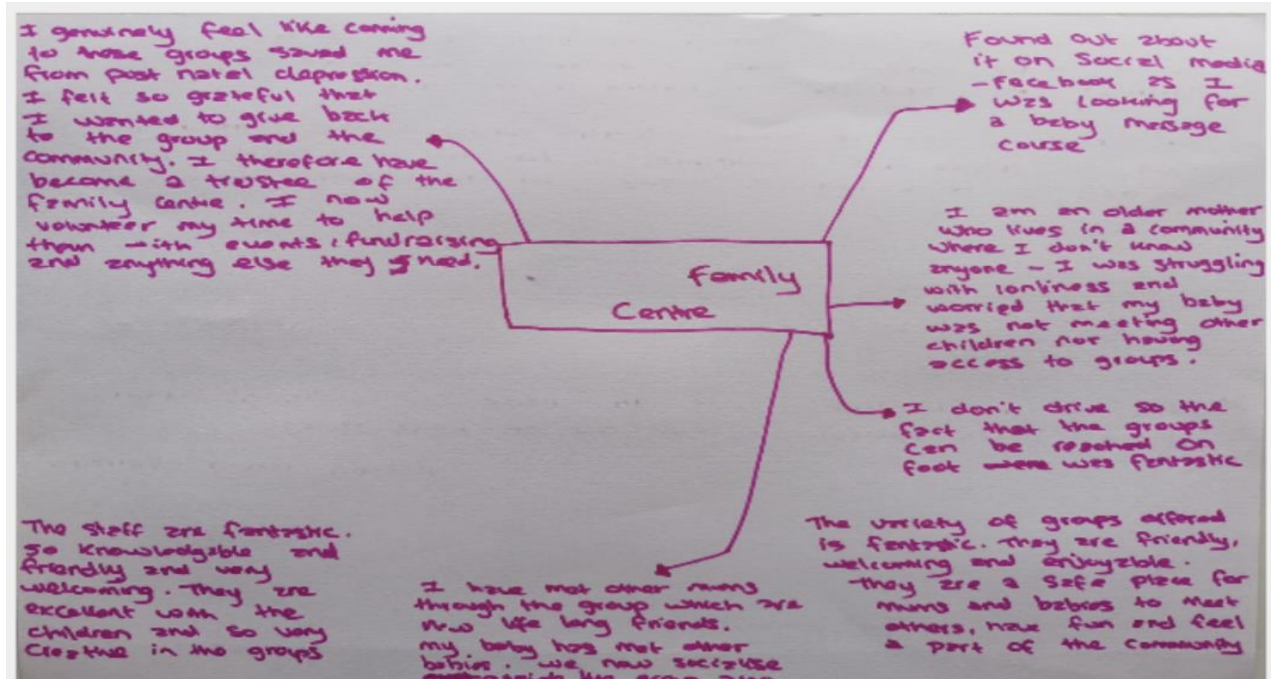 I genuinely feel like coming
to these groups saved me
from post natel depression.
I felt so grateful that
I wanted to give back
to the group and the
community. I therefore have
become a trustee of the
family centre. I now
volunteer my time to help
them with events, fundraising
and anything else they need.
Found out about
it on Social media
- facebook as I
was looking for
a baby massage
course
I am an older mother
who lives in a community
where I don't know
anyone - I was struggling
with lonliness and
worried that my baby
was not meeting other
children nor having
access to groups.
Family
Centre
I don't drive so the
fact that the groups
can be reached on
foot was fantastic
The staff are fantastic.
So knowledgable and
friendly and very
welcoming. They are
excellent with the
children and so very
creative in the groups
I have met other mums
through the group which are
now life long friends.
my baby has met other
babies. we now socialise
outside the group
The variety of groups offered
is fantastic. They are friendly,
welcoming and enjoyable.
They are a safe place for
mums and babies to meet
others, have fun and feel
a part of the community